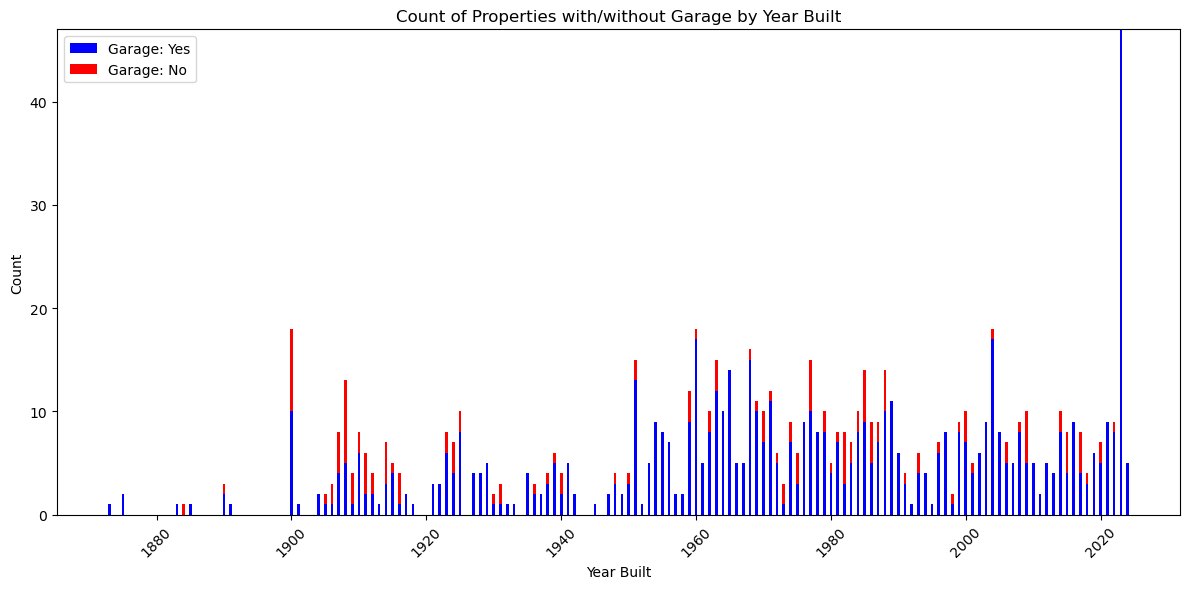 Count of Properties with/without Garage by Year Built
Garage: Yes
Garage: No
Count
40
30
20
10
0
1880
1900
1920
1940
1960
1980
2000
2020
Year Built